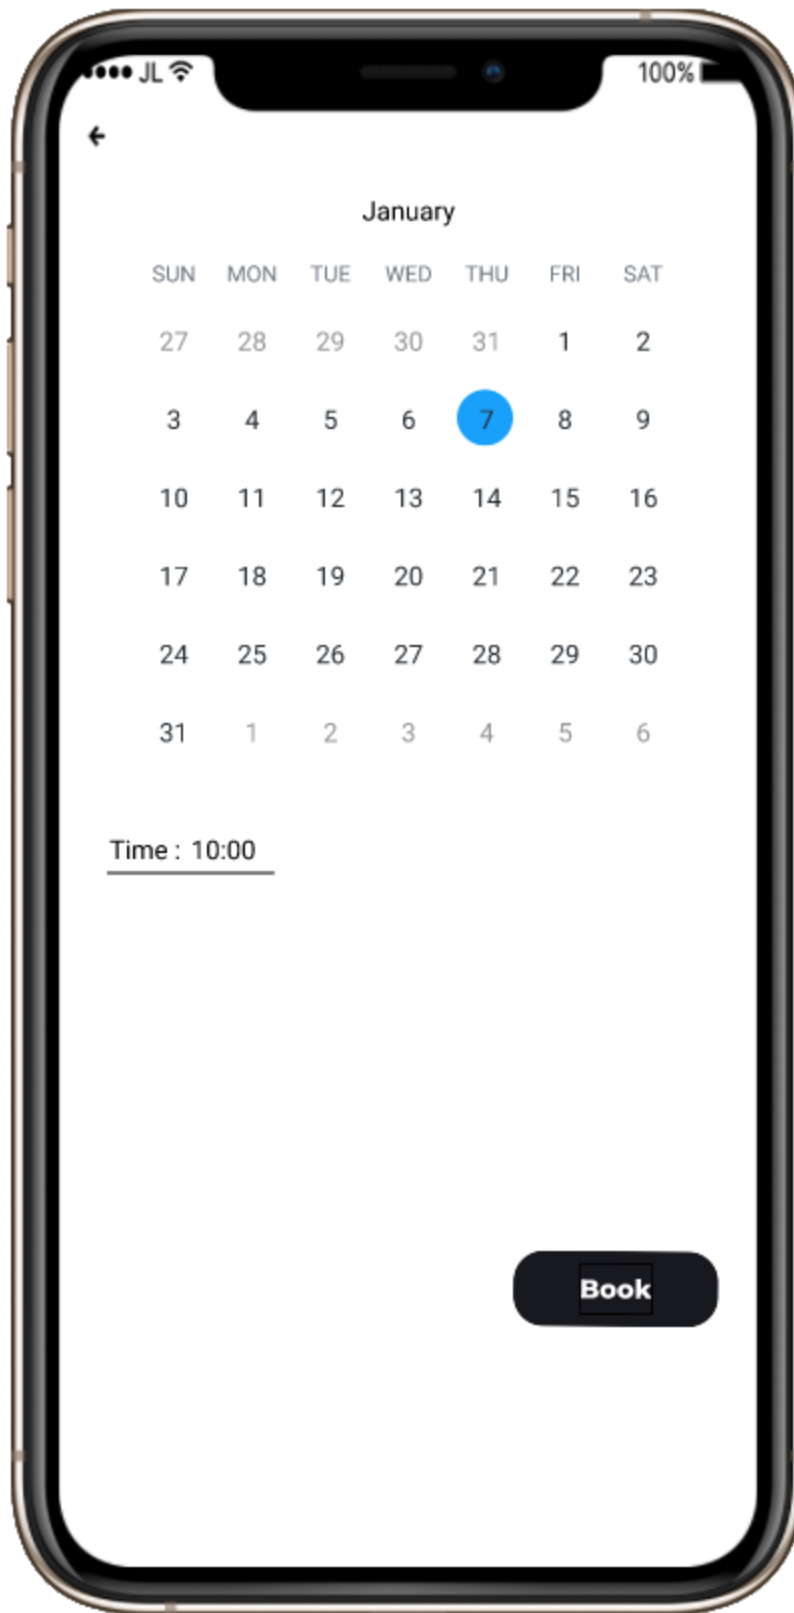 JL 100%
January
SUN MON TUE WED THU FRI SAT
27 28 29 30 31 1 2
3 4 5 6 7 8 9
10 11 12 13 14 15 16
17 18 19 20 21 22 23
24 25 26 27 28 29 30
31 1 2 3 4 5 6
Time : 10:00
Book